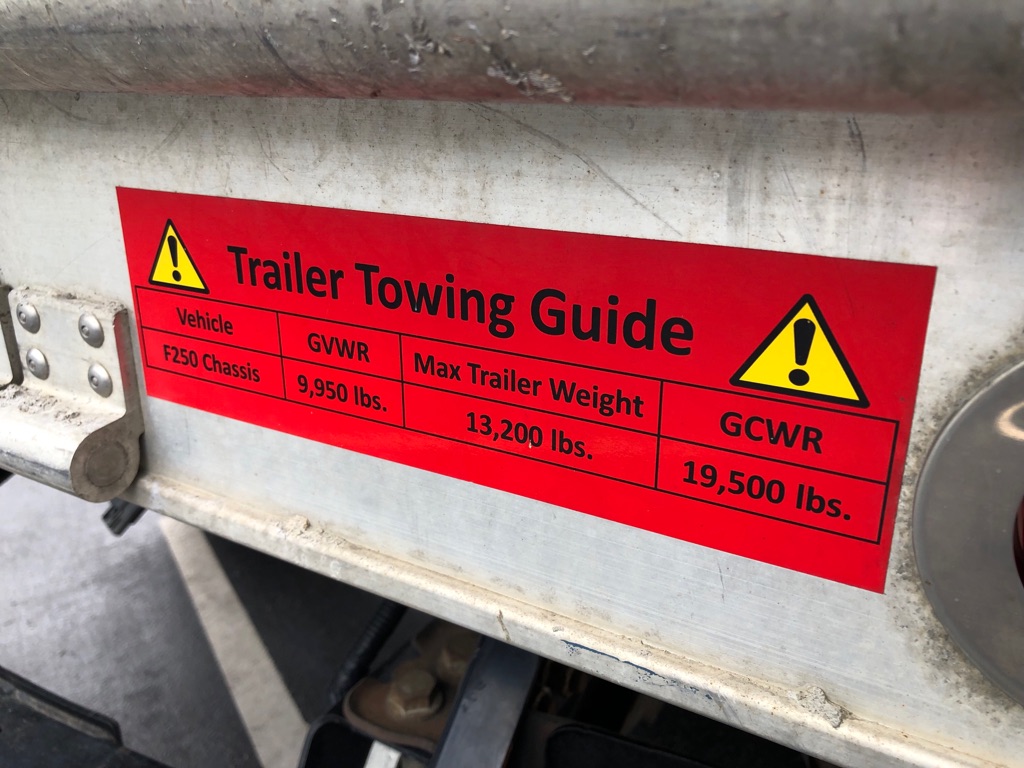 Trailer Towing Guide
Vehicle GVWR Max Trailer Weight GCWR
F250 Chassis 9,950 lbs. 13,200 lbs. 19,500 lbs.